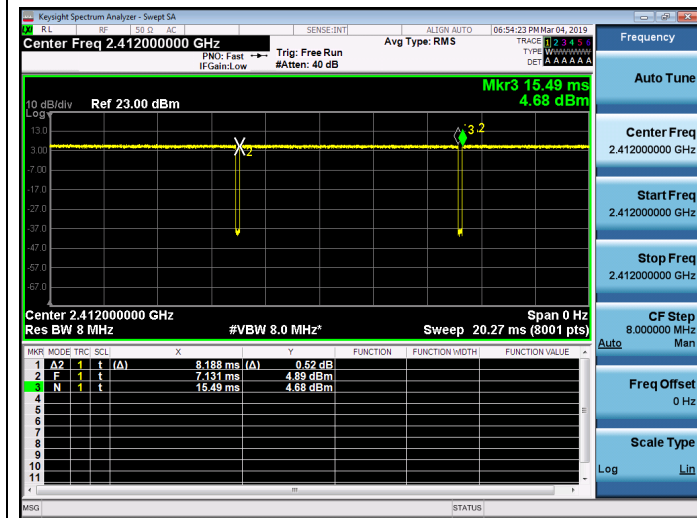 Keysight Spectrum Analyzer - Swept SA
LXI RL RF 50 Ω AC SENSE:INT ALIGN AUTO 06:54:23 PM Mar 04, 2019
Center Freq 2.412000000 GHz
PNO: Fast
IFGain:Low
Trig: Free Run
#Atten: 40 dB
Avg Type: RMS
TRACE 1 2 3 4 5 6
TYPE WWWWWW
DET A A A A A A
Mkr3 15.49 ms
4.68 dBm
10 dB/div Ref 23.00 dBm
Log
13.0
3.00
-7.00
-17.0
-27.0
-37.0
-47.0
-57.0
-67.0
2
3
2
Center 2.412000000 GHz Span 0 Hz
Res BW 8 MHz #VBW 8.0 MHz* Sweep 20.27 ms (8001 pts)
MKR MODE TRC SCL X Y FUNCTION FUNCTION WIDTH FUNCTION VALUE
1 Δ2 1 t (Δ) 8.188 ms (Δ) 0.52 dB
2 F 1 t 7.131 ms 4.89 dBm
3 N 1 t 15.49 ms 4.68 dBm
4
5
6
7
8
9
10
11
MSG STATUS
Frequency
Auto Tune
Center Freq
2.412000000 GHz
Start Freq
2.412000000 GHz
Stop Freq
2.412000000 GHz
CF Step
8.000000 MHz
Auto Man
Freq Offset
0 Hz
Scale Type
Log Lin